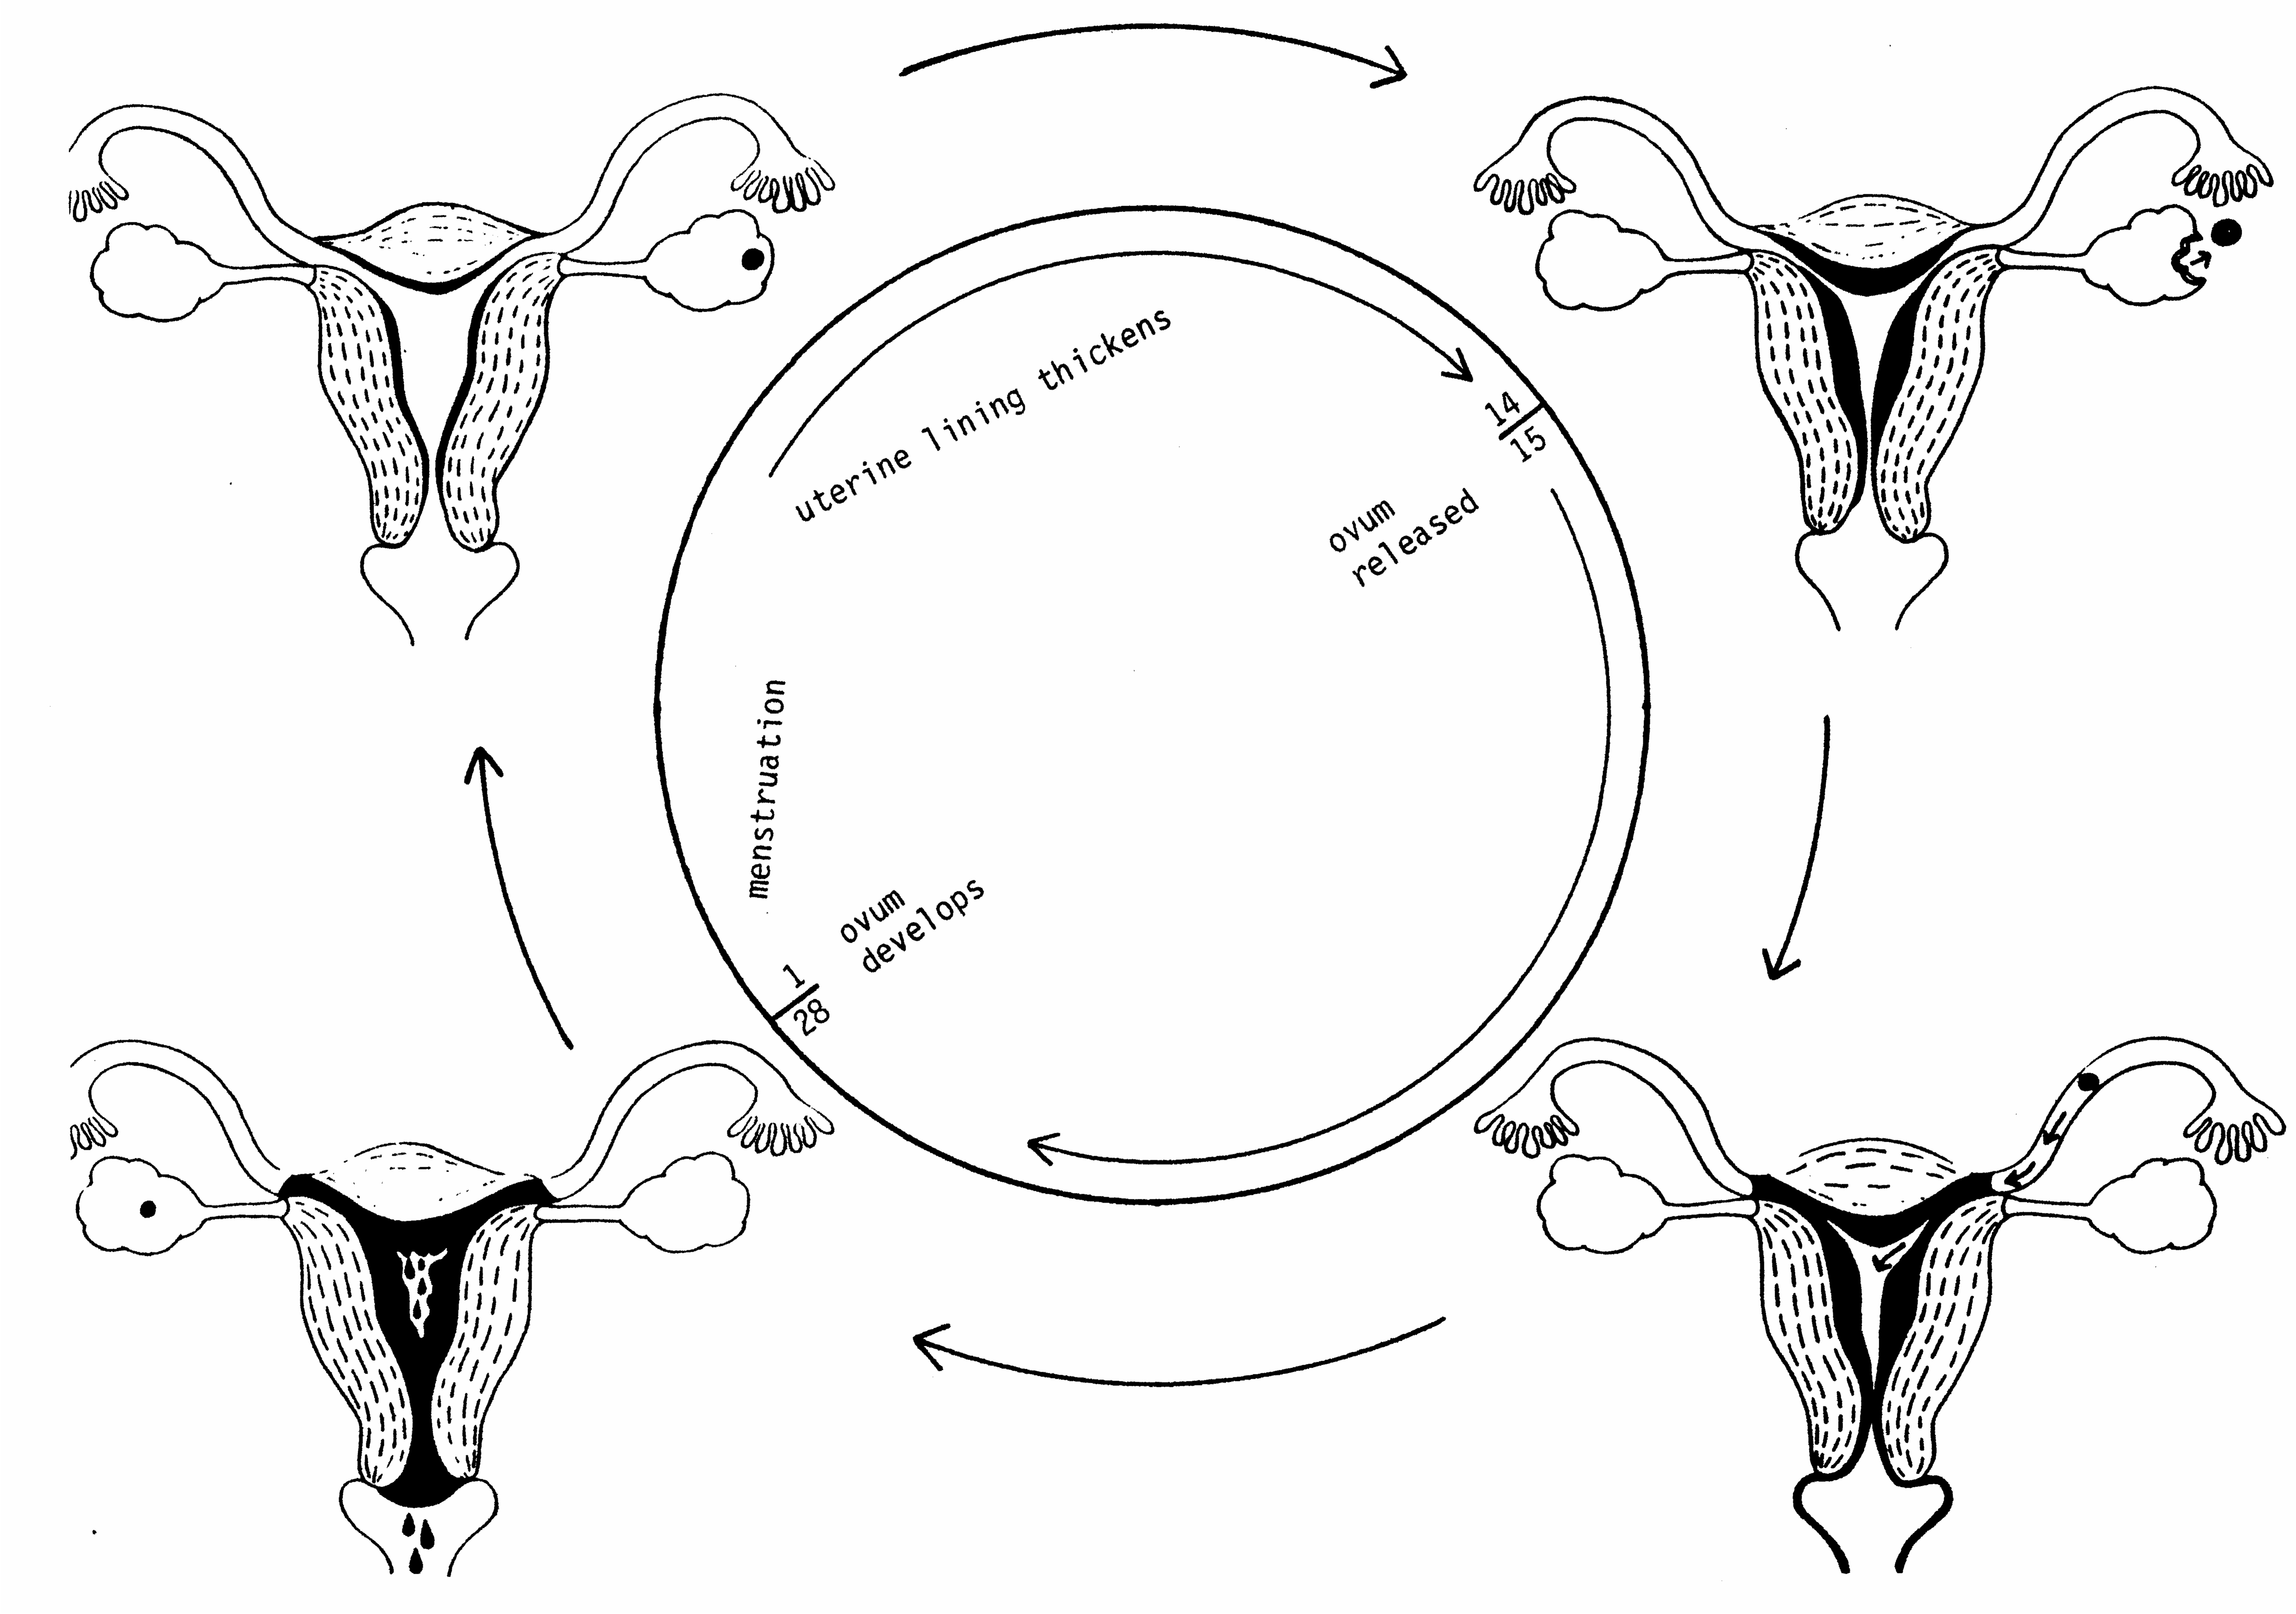 uterine lining thickens
14
15
ovum
released
menstruation
ovum
develops
1
28